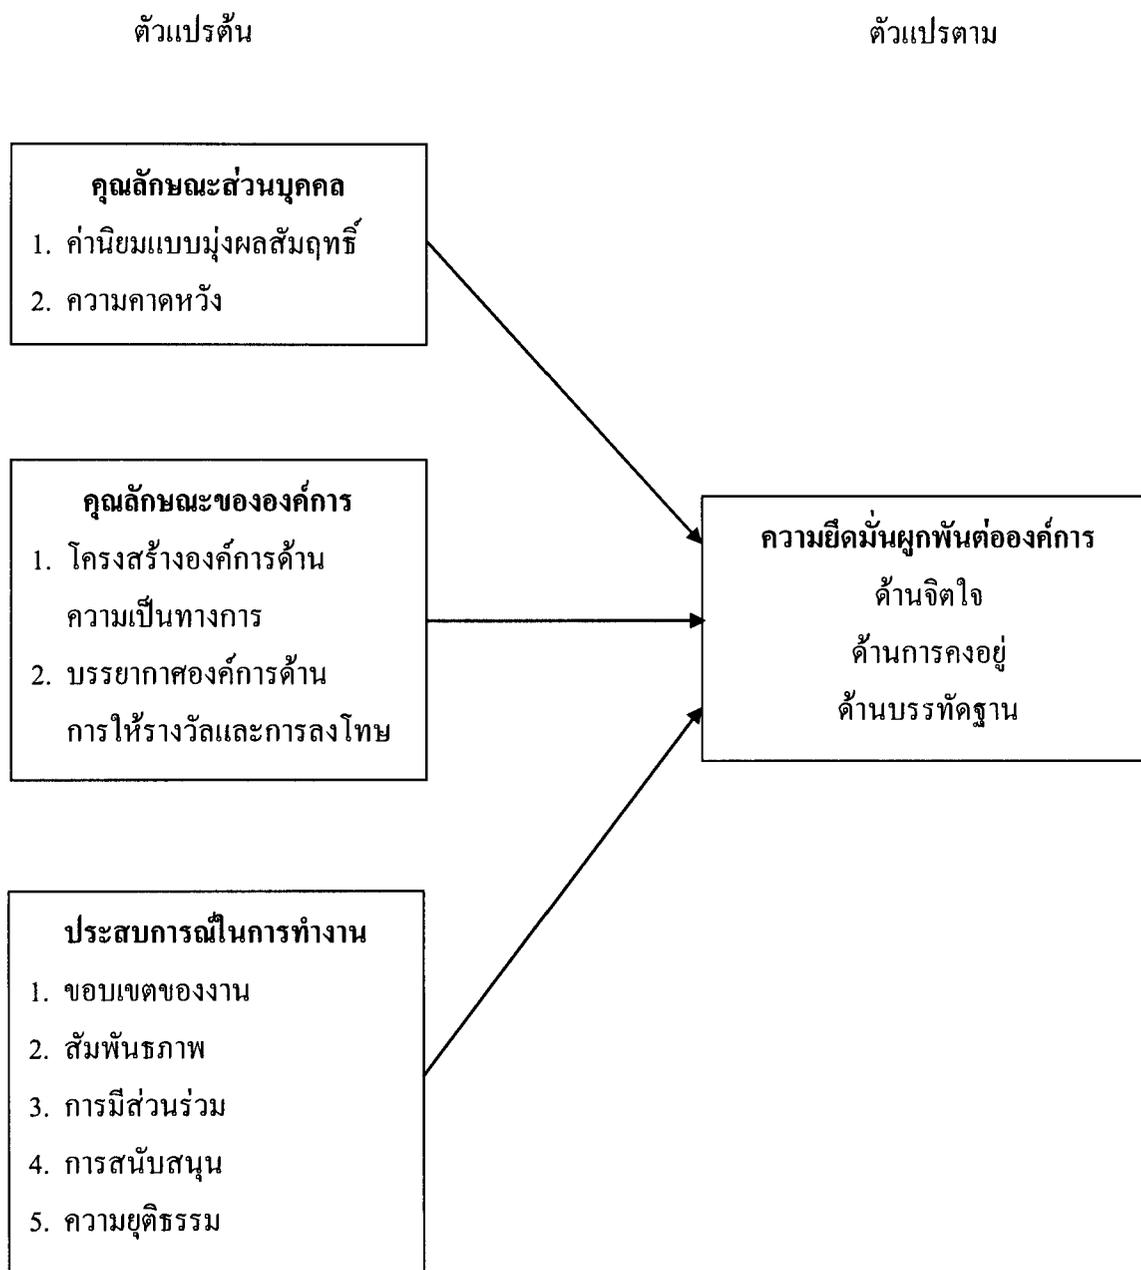 ตัวแปรต้น
ตัวแปรตาม
คุณลักษณะส่วนบุคคล
1. ค่านิยมแบบมุ่งผลสัมฤทธิ์
2. ความคาดหวัง
คุณลักษณะขององค์การ
1. โครงสร้างองค์การด้าน
ความเป็นทางการ
2. บรรยากาศองค์การด้าน
การให้รางวัลและการลงโทษ
ความยึดมั่นผูกพันต่อองค์การ
ด้านจิตใจ
ด้านการคงอยู่
ด้านบรรทัดฐาน
ประสบการณ์ในการทำงาน
1. ขอบเขตของงาน
2. สัมพันธภาพ
3. การมีส่วนร่วม
4. การสนับสนุน
5. ความยุติธรรม